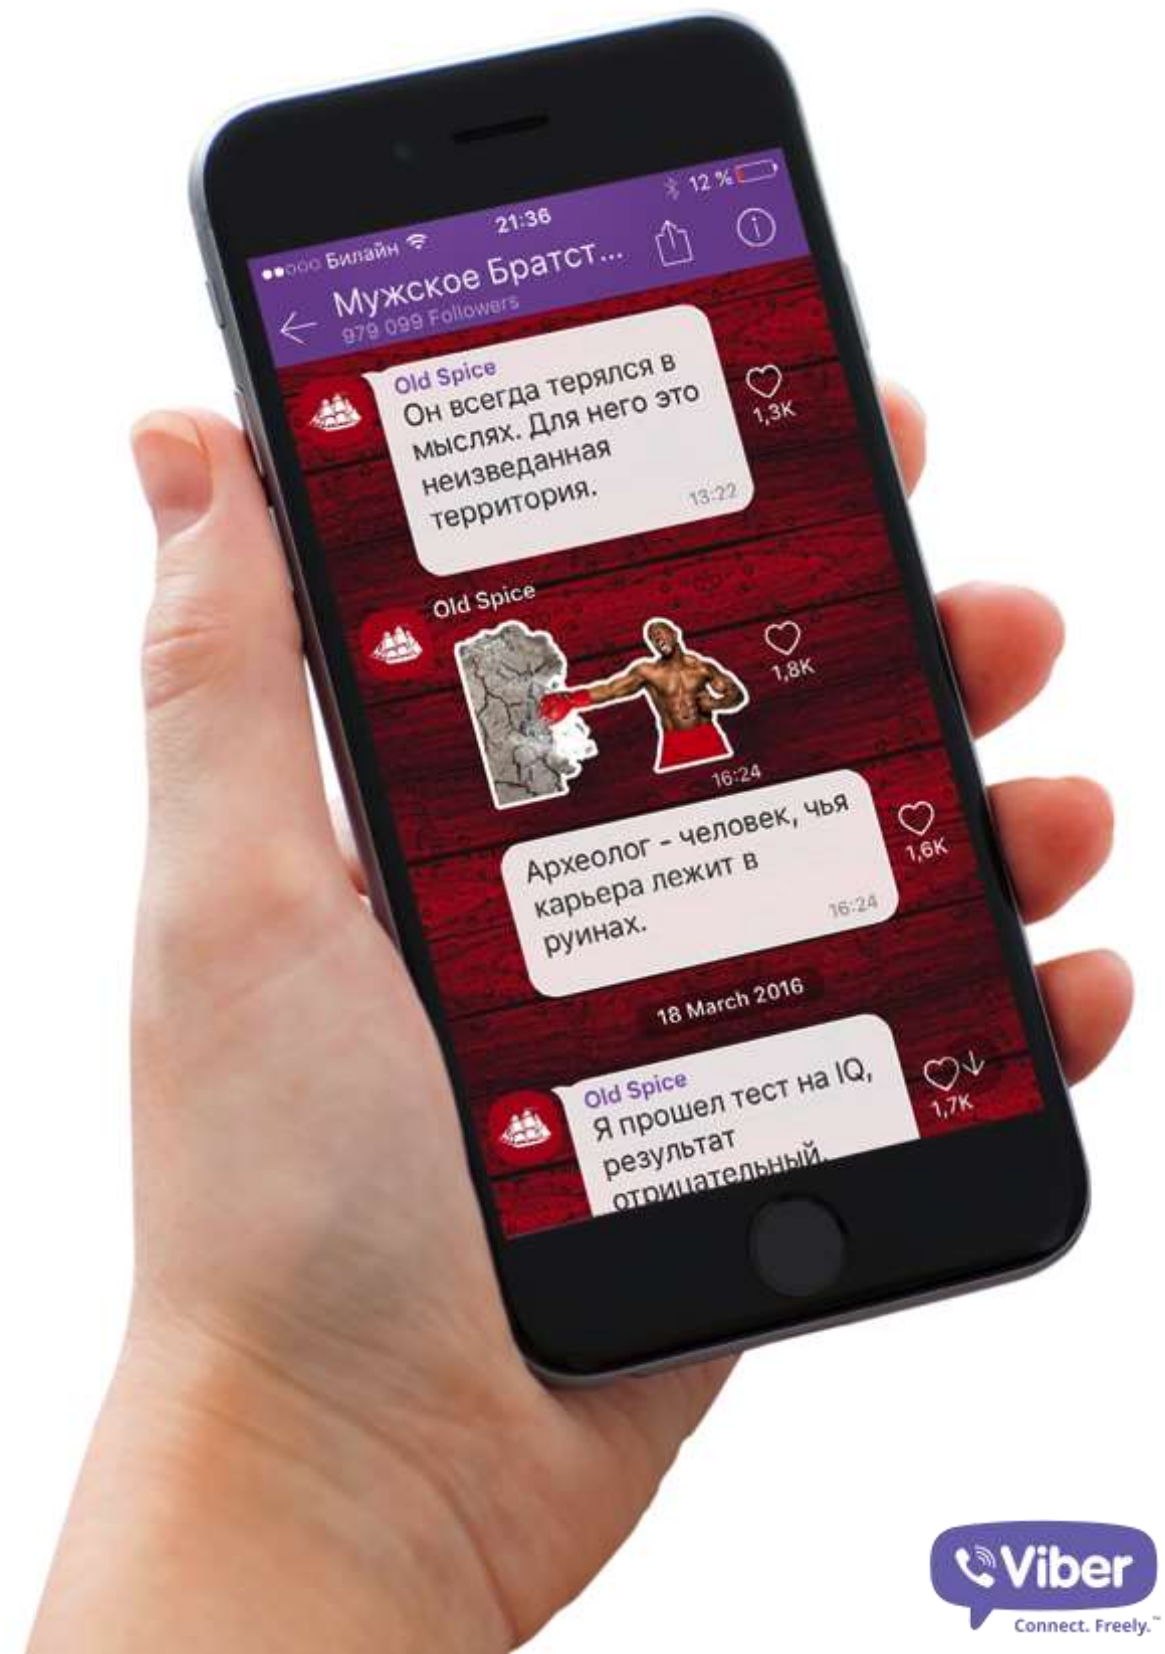 Билайн 21:36 12 %
Мужское Братст...
979 099 Followers
Old Spice
Он всегда терялся в
мыслях. Для него это
неизведанная
территория.
13:22
1,3K
Old Spice
1,8K
16:24
Археолог - человек, чья
карьера лежит в
руинах.
16:24
1,6K
18 March 2016
Old Spice
Я прошел тест на IQ,
результат
отрицательный.
1,7K
Viber
Connect. Freely.™